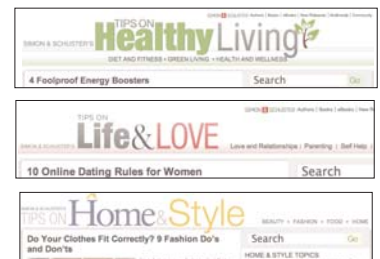 TIPS ON
SIMON & SCHUSTER'S Healthy Living
DIET AND FITNESS • GREEN LIVING • HEALTH AND WELLNESS
4 Foolproof Energy Boosters Search Go
TIPS ON
Life & LOVE
Love and Relationships | Parenting | Self Help |
10 Online Dating Rules for Women Search
TIPS ON Home & Style
BEAUTY • FASHION • FOOD • HOME
Do Your Clothes Fit Correctly? 9 Fashion Do's
and Don'ts
Search Go
HOME & STYLE TOPICS